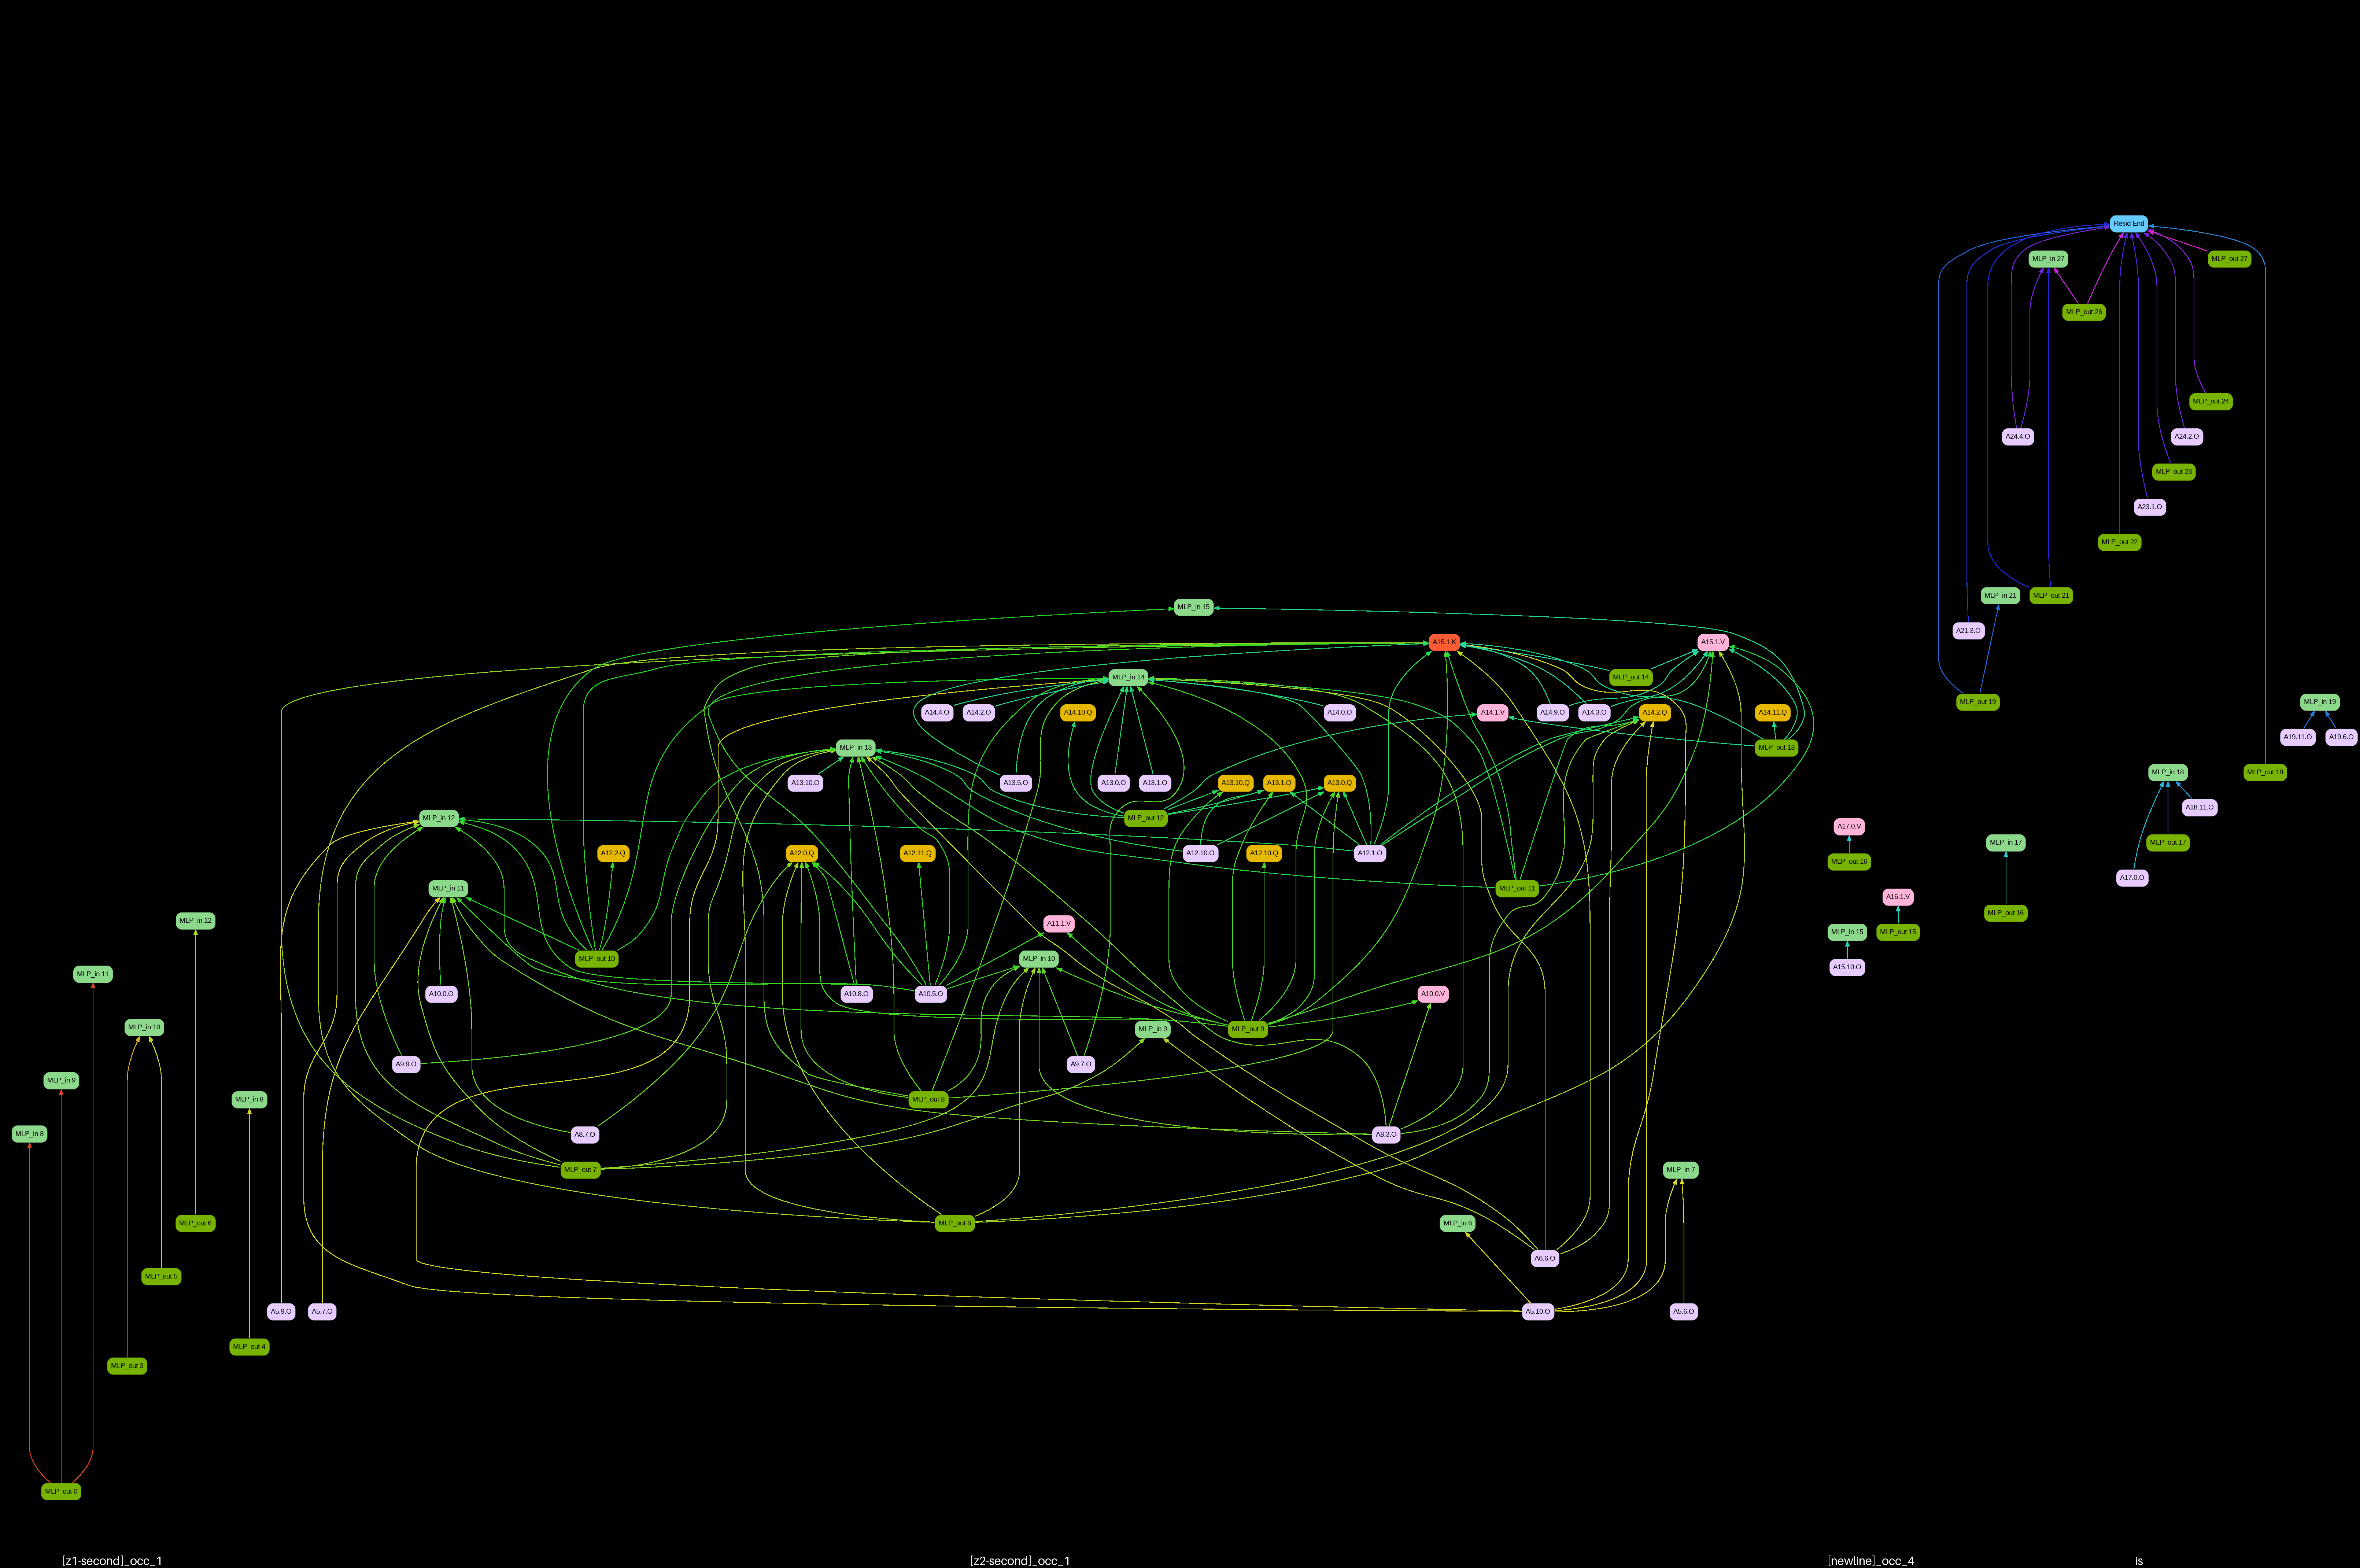 Resid End
MLP_in 27
MLP_out 27
MLP_out 26
MLP_out 24
A24.4.O
A24.2.O
MLP_out 23
A23.1.O
MLP_out 22
MLP_in 21
MLP_out 21
MLP_in 15
A21.3.O
A15.1.K
A15.1.V
MLP_in 14
MLP_out 14
MLP_out 19
MLP_in 19
A14.4.O
A14.2.O
A14.10.Q
A14.0.O
A14.1.V
A14.9.O
A14.3.O
A14.2.Q
A14.11.Q
A19.11.O
A19.6.O
MLP_in 13
MLP_out 13
MLP_in 18
MLP_out 18
A13.10.O
A13.5.O
A13.0.O
A13.1.O
A13.10.Q
A13.1.Q
A13.0.Q
A18.11.O
MLP_in 12
MLP_out 12
A17.0.V
MLP_in 17
MLP_out 17
A12.2.Q
A12.0.Q
A12.11.Q
A12.10.O
A12.10.Q
A12.1.O
MLP_out 16
A17.0.O
MLP_in 11
MLP_out 11
A16.1.V
MLP_out 16
MLP_in 12
A11.1.V
MLP_in 15
MLP_out 15
MLP_out 10
MLP_in 10
A15.10.O
MLP_in 11
A10.0.O
A10.8.O
A10.5.O
A10.0.V
MLP_in 10
MLP_in 9
MLP_out 9
A9.9.O
A9.7.O
MLP_in 9
MLP_in 8
MLP_out 8
MLP_in 8
A8.7.O
A8.3.O
MLP_out 7
MLP_in 7
MLP_out 6
MLP_out 6
MLP_in 6
A6.6.O
MLP_out 5
A5.9.O
A5.7.O
A5.10.O
A5.6.O
MLP_out 4
MLP_out 3
MLP_out 0
[z1-second]_occ_1
[z2-second]_occ_1
[newline]_occ_4
is